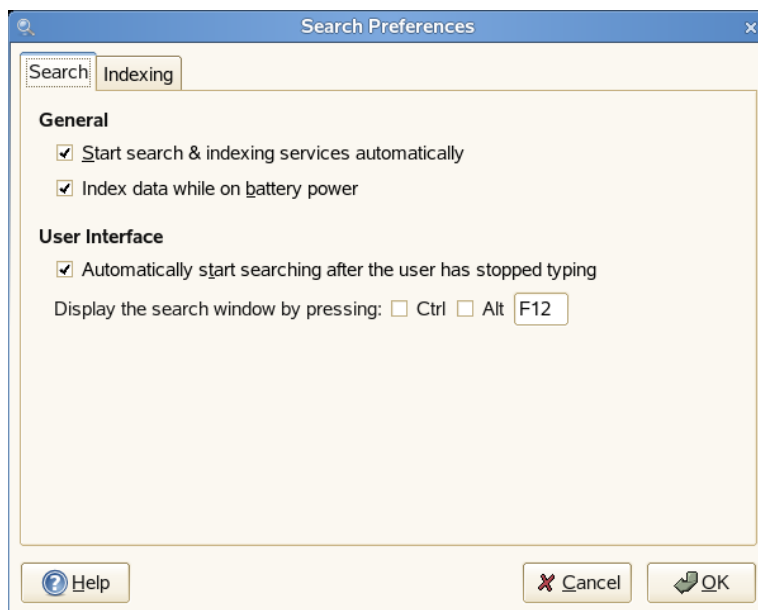 Search Preferences
Search Indexing
General
Start search & indexing services automatically
Index data while on battery power
User Interface
Automatically start searching after the user has stopped typing
Display the search window by pressing: Ctrl Alt F12
Help Cancel OK